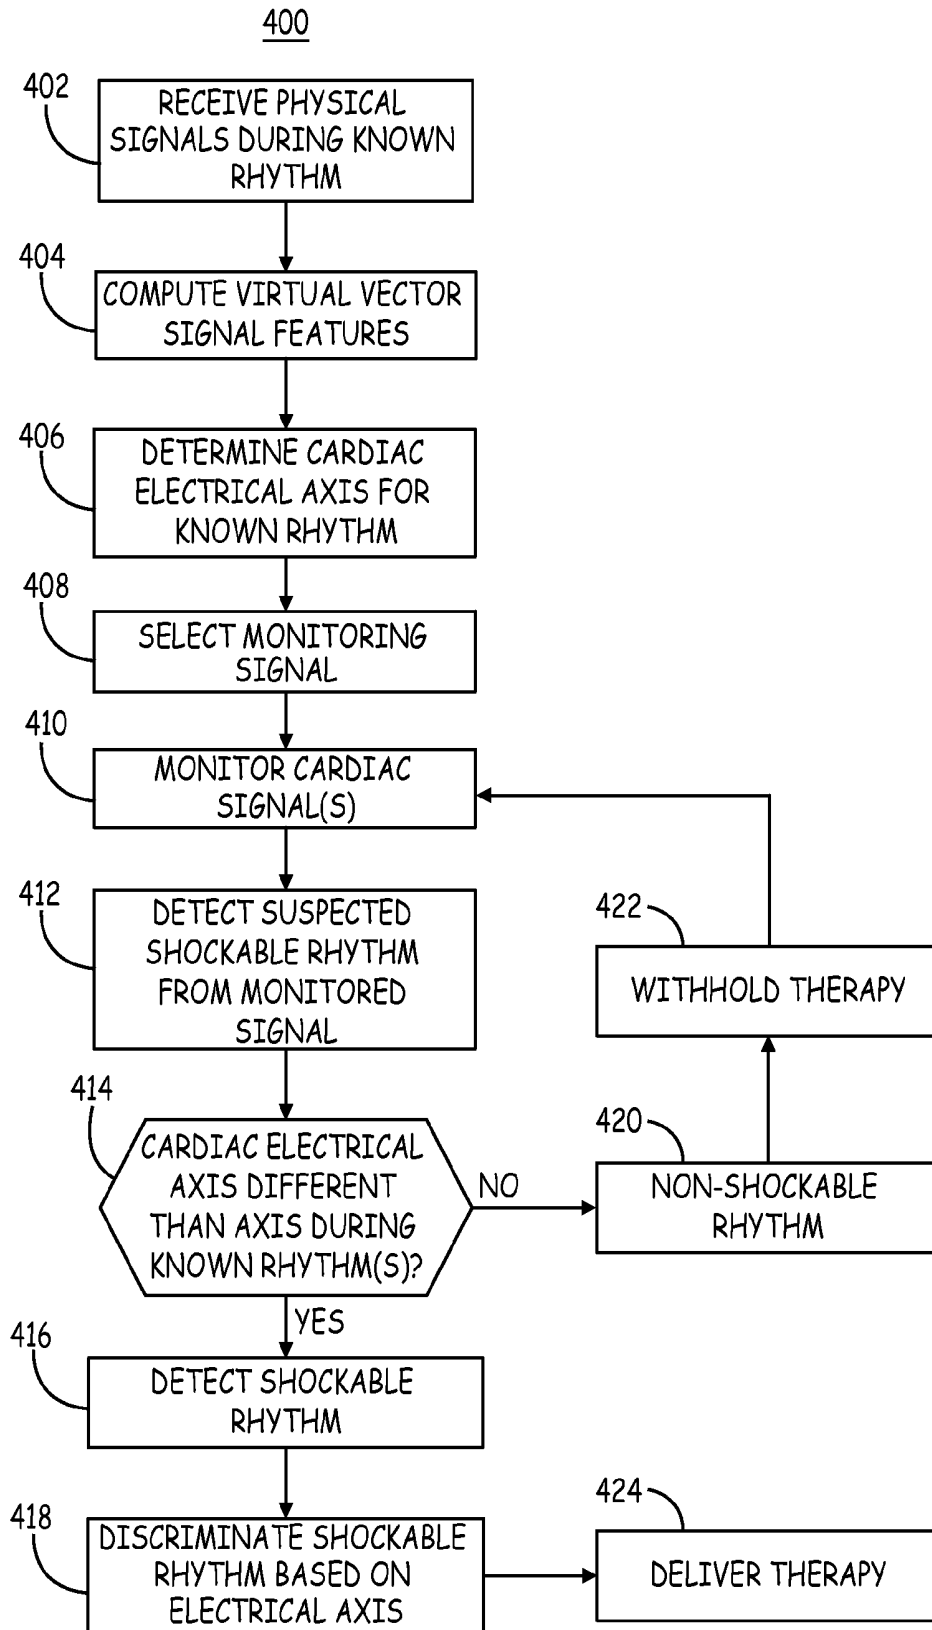 400
402
RECEIVE PHYSICAL
SIGNALS DURING KNOWN
RHYTHM
404
COMPUTE VIRTUAL VECTOR
SIGNAL FEATURES
406
DETERMINE CARDIAC
ELECTRICAL AXIS FOR
KNOWN RHYTHM
408
SELECT MONITORING
SIGNAL
410
MONITOR CARDIAC
SIGNAL(S)
412
DETECT SUSPECTED
SHOCKABLE RHYTHM
FROM MONITORED
SIGNAL
422
WITHHOLD THERAPY
414
CARDIAC ELECTRICAL
AXIS DIFFERENT
THAN AXIS DURING
KNOWN RHYTHM(S)?
NO
420
NON-SHOCKABLE
RHYTHM
YES
416
DETECT SHOCKABLE
RHYTHM
418
DISCRIMINATE SHOCKABLE
RHYTHM BASED ON
ELECTRICAL AXIS
424
DELIVER THERAPY